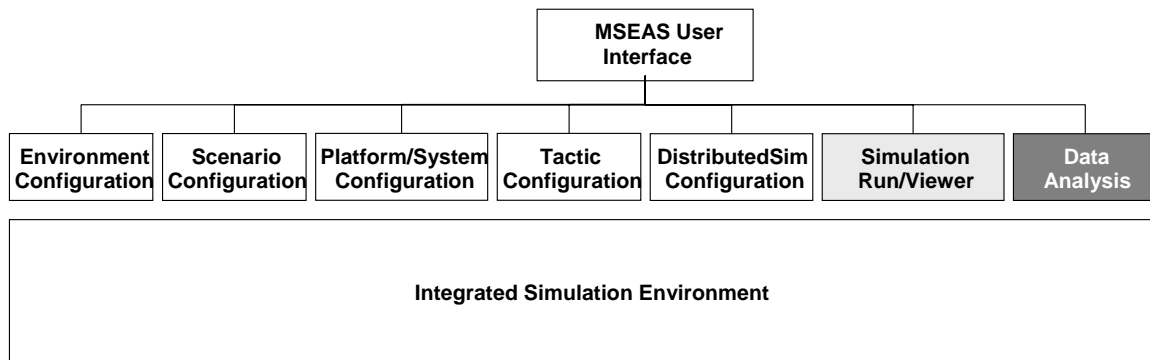 MSEAS User
Interface
Environment
Configuration
Scenario
Configuration
Platform/System
Configuration
Tactic
Configuration
DistributedSim
Configuration
Simulation
Run/Viewer
Data
Analysis
Integrated Simulation Environment